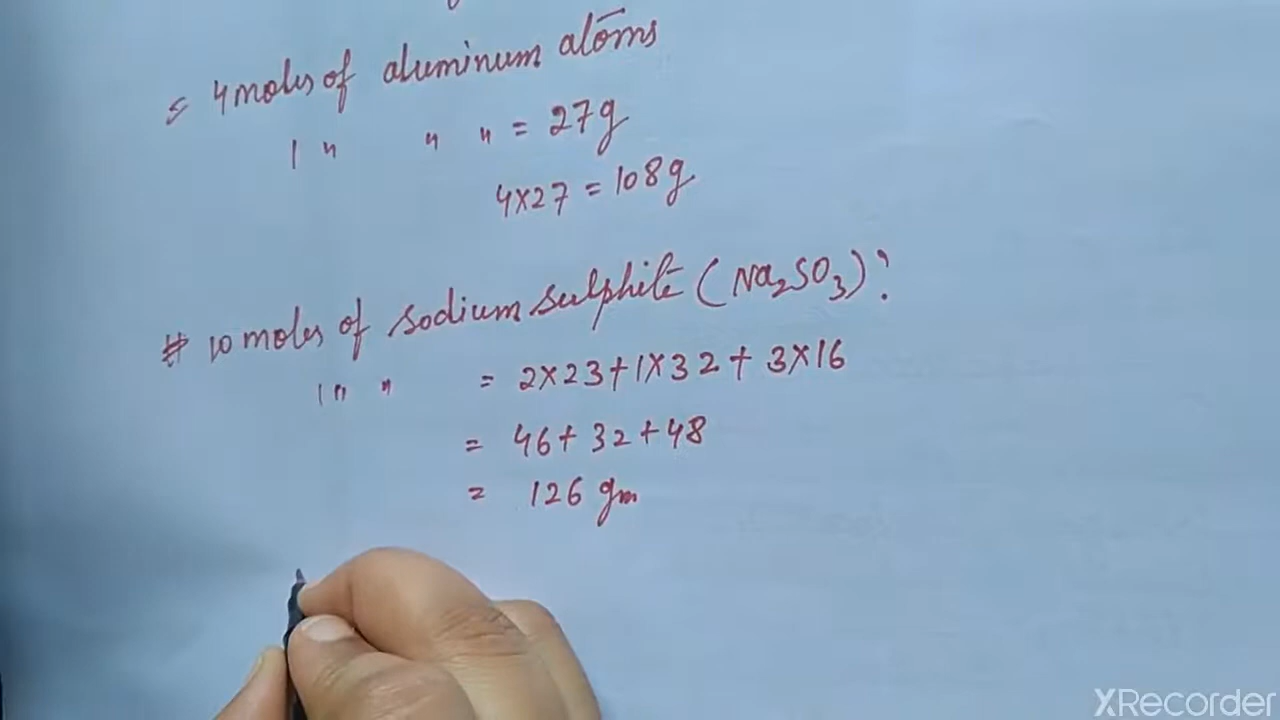 = 4 moles of aluminum atoms
1 " " " = 27g
4×27 = 108g
# 10 moles of sodium sulphite (Na₂SO₃)?
1 " " = 2×23+1×32+3×16
= 46+32+48
= 126 gm
XRecorder